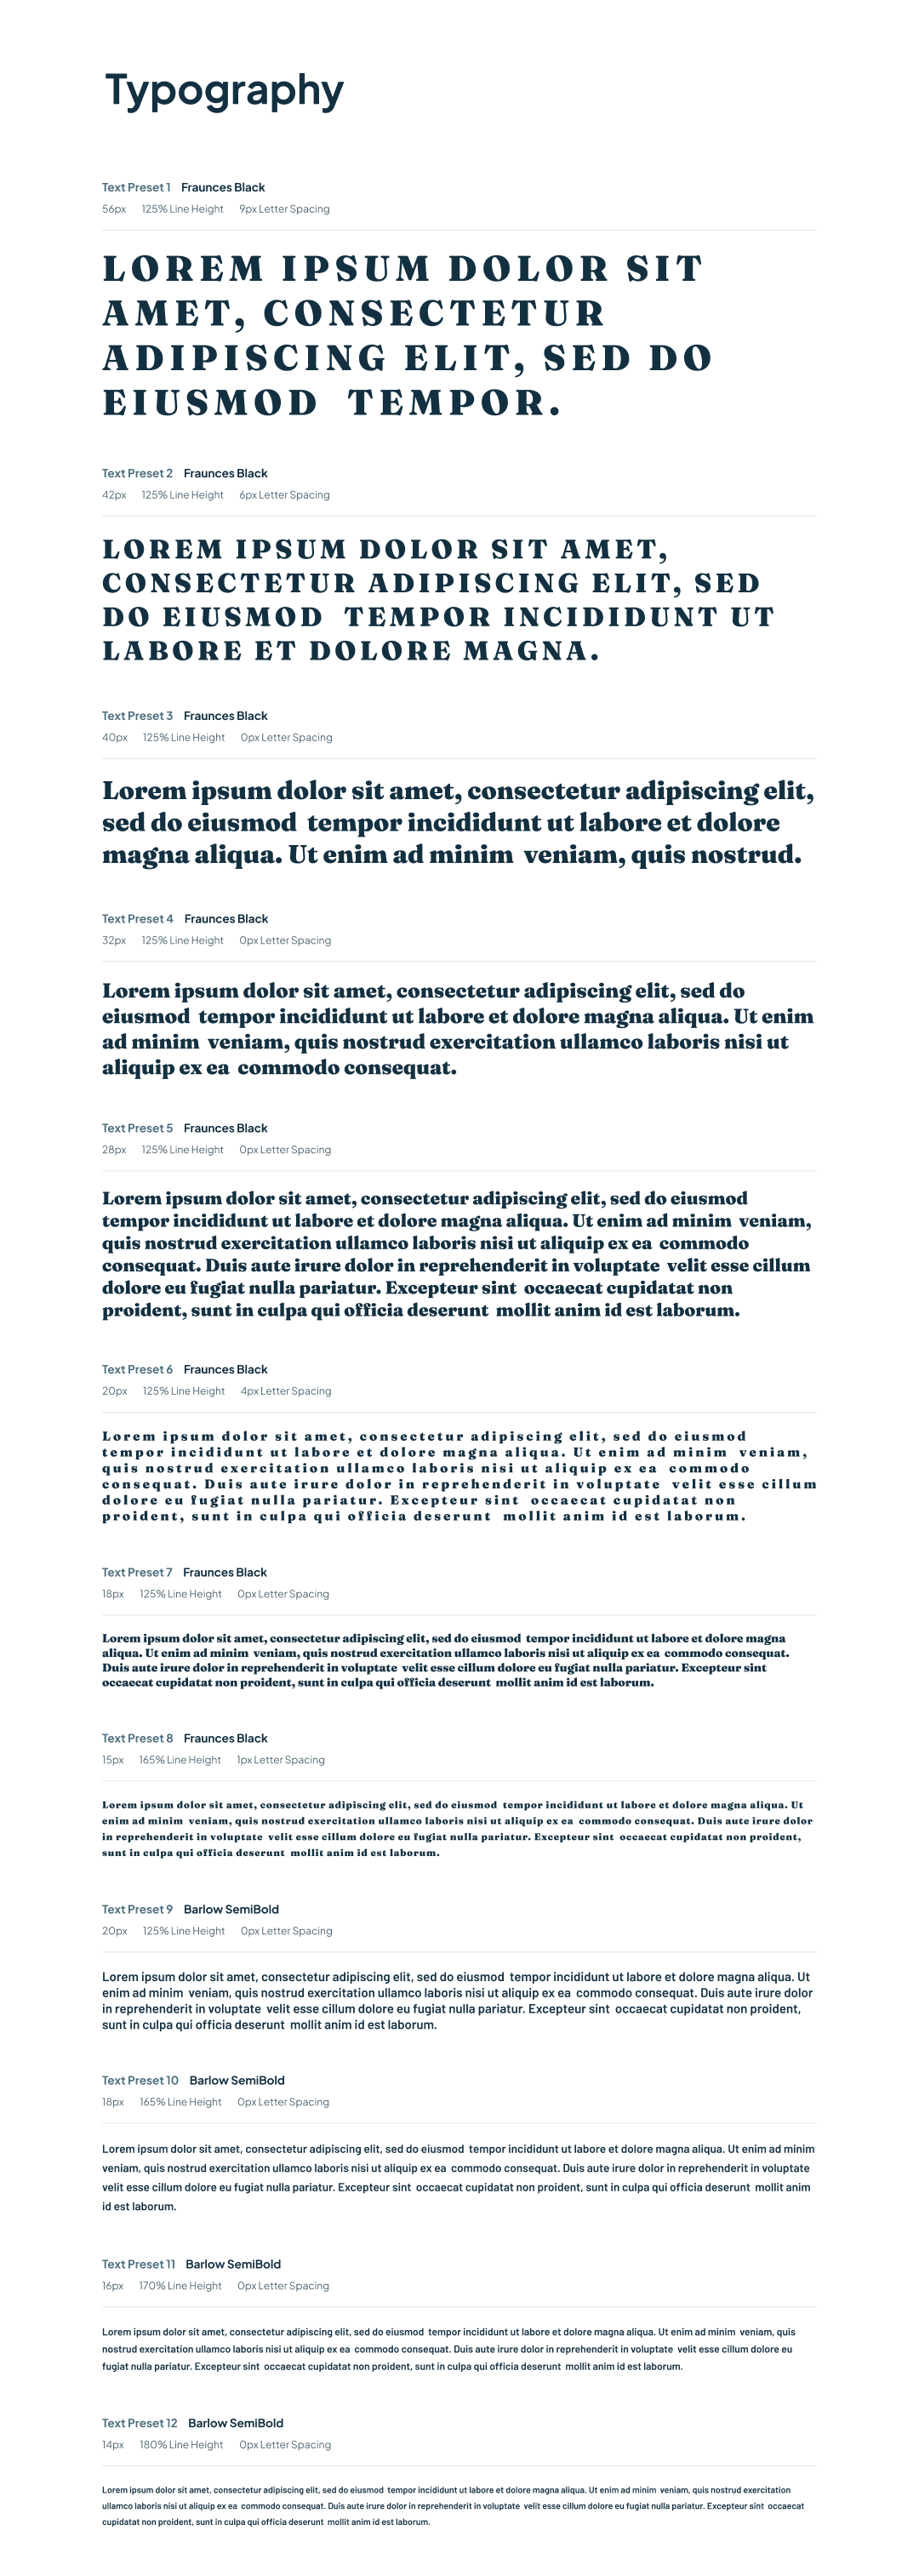 Typography
Text Preset 1 Fraunces Black
56px 125% Line Height 9px Letter Spacing
LOREM IPSUM DOLOR SIT
AMET, CONSECTETUR
ADIPISCING ELIT, SED DO
EIUSMOD TEMPOR.
Text Preset 2 Fraunces Black
42px 125% Line Height 6px Letter Spacing
LOREM IPSUM DOLOR SIT AMET,
CONSECTETUR ADIPISCING ELIT, SED
DO EIUSMOD TEMPOR INCIDIDUNT UT
LABORE ET DOLORE MAGNA.
Text Preset 3 Fraunces Black
40px 125% Line Height 0px Letter Spacing
Lorem ipsum dolor sit amet, consectetur adipiscing elit,
sed do eiusmod tempor incididunt ut labore et dolore
magna aliqua. Ut enim ad minim veniam, quis nostrud.
Text Preset 4 Fraunces Black
32px 125% Line Height 0px Letter Spacing
Lorem ipsum dolor sit amet, consectetur adipiscing elit, sed do
eiusmod tempor incididunt ut labore et dolore magna aliqua. Ut enim
ad minim veniam, quis nostrud exercitation ullamco laboris nisi ut
aliquip ex ea commodo consequat.
Text Preset 5 Fraunces Black
28px 125% Line Height 0px Letter Spacing
Lorem ipsum dolor sit amet, consectetur adipiscing elit, sed do eiusmod
tempor incididunt ut labore et dolore magna aliqua. Ut enim ad minim veniam,
quis nostrud exercitation ullamco laboris nisi ut aliquip ex ea commodo
consequat. Duis aute irure dolor in reprehenderit in voluptate velit esse cillum
dolore eu fugiat nulla pariatur. Excepteur sint occaecat cupidatat non
proident, sunt in culpa qui officia deserunt mollit anim id est laborum.
Text Preset 6 Fraunces Black
20px 125% Line Height 4px Letter Spacing
Lorem ipsum dolor sit amet, consectetur adipiscing elit, sed do eiusmod
tempor incididunt ut labore et dolore magna aliqua. Ut enim ad minim veniam,
quis nostrud exercitation ullamco laboris nisi ut aliquip ex ea commodo
consequat. Duis aute irure dolor in reprehenderit in voluptate velit esse cillum
dolore eu fugiat nulla pariatur. Excepteur sint occaecat cupidatat non
proident, sunt in culpa qui officia deserunt mollit anim id est laborum.
Text Preset 7 Fraunces Black
18px 125% Line Height 0px Letter Spacing
Lorem ipsum dolor sit amet, consectetur adipiscing elit, sed do eiusmod tempor incididunt ut labore et dolore magna
aliqua. Ut enim ad minim veniam, quis nostrud exercitation ullamco laboris nisi ut aliquip ex ea commodo consequat.
Duis aute irure dolor in reprehenderit in voluptate velit esse cillum dolore eu fugiat nulla pariatur. Excepteur sint
occaecat cupidatat non proident, sunt in culpa qui officia deserunt mollit anim id est laborum.
Text Preset 8 Fraunces Black
15px 165% Line Height 1px Letter Spacing
Lorem ipsum dolor sit amet, consectetur adipiscing elit, sed do eiusmod tempor incididunt ut labore et dolore magna aliqua. Ut
enim ad minim veniam, quis nostrud exercitation ullamco laboris nisi ut aliquip ex ea commodo consequat. Duis aute irure dolor
in reprehenderit in voluptate velit esse cillum dolore eu fugiat nulla pariatur. Excepteur sint occaecat cupidatat non proident,
sunt in culpa qui officia deserunt mollit anim id est laborum.
Text Preset 9 Barlow SemiBold
20px 125% Line Height 0px Letter Spacing
Lorem ipsum dolor sit amet, consectetur adipiscing elit, sed do eiusmod tempor incididunt ut labore et dolore magna aliqua. Ut
enim ad minim veniam, quis nostrud exercitation ullamco laboris nisi ut aliquip ex ea commodo consequat. Duis aute irure dolor
in reprehenderit in voluptate velit esse cillum dolore eu fugiat nulla pariatur. Excepteur sint occaecat cupidatat non proident,
sunt in culpa qui officia deserunt mollit anim id est laborum.
Text Preset 10 Barlow SemiBold
18px 165% Line Height 0px Letter Spacing
Lorem ipsum dolor sit amet, consectetur adipiscing elit, sed do eiusmod tempor incididunt ut labore et dolore magna aliqua. Ut enim ad minim
veniam, quis nostrud exercitation ullamco laboris nisi ut aliquip ex ea commodo consequat. Duis aute irure dolor in reprehenderit in voluptate
velit esse cillum dolore eu fugiat nulla pariatur. Excepteur sint occaecat cupidatat non proident, sunt in culpa qui officia deserunt mollit anim
id est laborum.
Text Preset 11 Barlow SemiBold
16px 170% Line Height 0px Letter Spacing
Lorem ipsum dolor sit amet, consectetur adipiscing elit, sed do eiusmod tempor incididunt ut labore et dolore magna aliqua. Ut enim ad minim veniam, quis
nostrud exercitation ullamco laboris nisi ut aliquip ex ea commodo consequat. Duis aute irure dolor in reprehenderit in voluptate velit esse cillum dolore eu
fugiat nulla pariatur. Excepteur sint occaecat cupidatat non proident, sunt in culpa qui officia deserunt mollit anim id est laborum.
Text Preset 12 Barlow SemiBold
14px 180% Line Height 0px Letter Spacing
Lorem ipsum dolor sit amet, consectetur adipiscing elit, sed do eiusmod tempor incididunt ut labore et dolore magna aliqua. Ut enim ad minim veniam, quis nostrud exercitation
ullamco laboris nisi ut aliquip ex ea commodo consequat. Duis aute irure dolor in reprehenderit in voluptate velit esse cillum dolore eu fugiat nulla pariatur. Excepteur sint occaecat
cupidatat non proident, sunt in culpa qui officia deserunt mollit anim id est laborum.